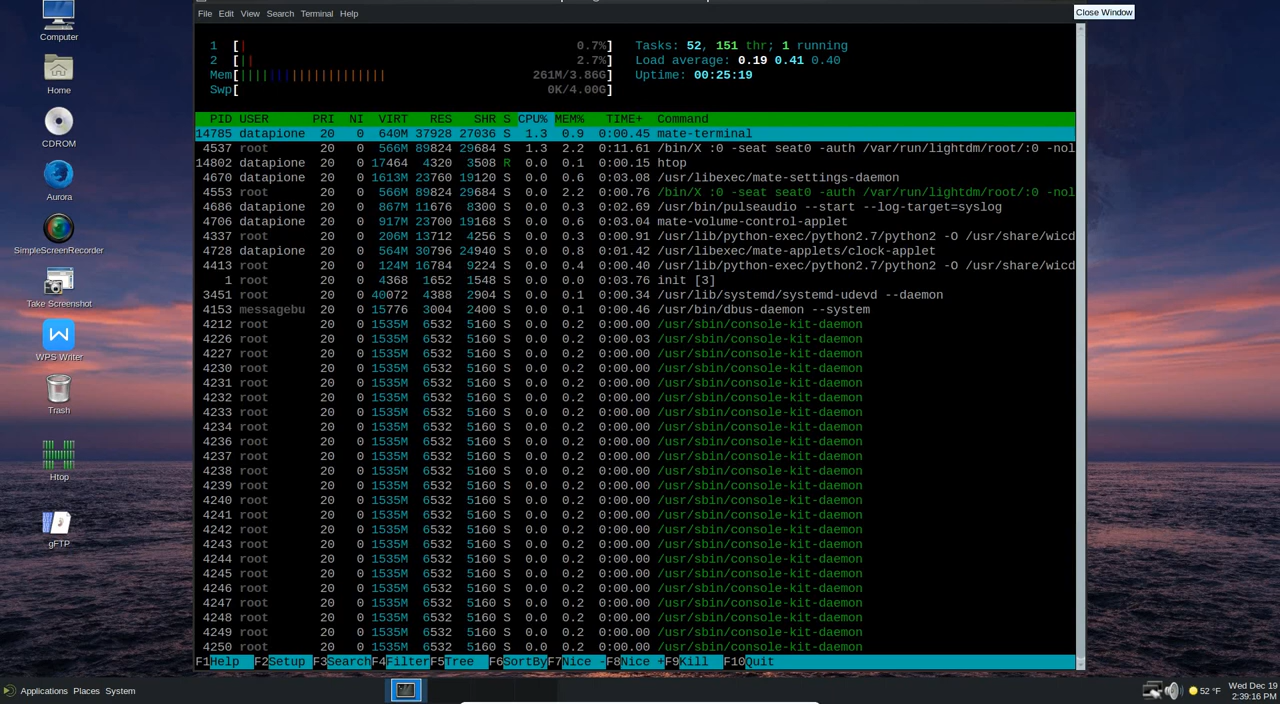 File Edit View Search Terminal Help
Close Window
Computer
Home
CDROM
Aurora
SimpleScreenRecorder
Take Screenshot
WPS Writer
Trash
Htop
gFTP
1 [| 0.7%] Tasks: 52, 151 thr; 1 running
2 [|| 2.7%] Load average: 0.19 0.41 0.40
Mem[|||||||||||||||||||| 261M/3.86G] Uptime: 00:25:19
Swp[ 0K/4.00G]
PID USER PRI NI VIRT RES SHR S CPU% MEM% TIME+ Command
14785 datapione 20 0 640M 37928 27036 S 1.3 0.9 0:00.45 mate-terminal
4537 root 20 0 566M 89824 29684 S 1.3 2.2 0:11.61 /bin/X :0 -seat seat0 -auth /var/run/lightdm/root/:0 -nol
14802 datapione 20 0 17464 4320 3508 R 0.0 0.1 0:00.15 htop
4670 datapione 20 0 1613M 23760 19120 S 0.0 0.6 0:03.08 /usr/libexec/mate-settings-daemon
4553 root 20 0 566M 89824 29684 S 0.0 2.2 0:00.76 /bin/X :0 -seat seat0 -auth /var/run/lightdm/root/:0 -nol
4686 datapione 20 0 867M 11676 8300 S 0.0 0.3 0:02.69 /usr/bin/pulseaudio --start --log-target=syslog
4706 datapione 20 0 917M 23700 19168 S 0.0 0.6 0:03.04 mate-volume-control-applet
4337 root 20 0 206M 13712 4256 S 0.0 0.3 0:00.91 /usr/lib/python-exec/python2.7/python2 -O /usr/share/wicd
4728 datapione 20 0 564M 30796 24940 S 0.0 0.8 0:01.42 /usr/libexec/mate-applets/clock-applet
4413 root 20 0 124M 16784 9224 S 0.0 0.4 0:00.40 /usr/lib/python-exec/python2.7/python2 -O /usr/share/wicd
1 root 20 0 4368 1652 1548 S 0.0 0.0 0:03.76 init [3]
3451 root 20 0 40072 4388 2904 S 0.0 0.1 0:00.34 /usr/lib/systemd/systemd-udevd --daemon
4153 messagebu 20 0 15776 3004 2400 S 0.0 0.1 0:00.46 /usr/bin/dbus-daemon --system
4212 root 20 0 1535M 6532 5160 S 0.0 0.2 0:00.00 /usr/sbin/console-kit-daemon
4226 root 20 0 1535M 6532 5160 S 0.0 0.2 0:00.03 /usr/sbin/console-kit-daemon
4227 root 20 0 1535M 6532 5160 S 0.0 0.2 0:00.00 /usr/sbin/console-kit-daemon
4230 root 20 0 1535M 6532 5160 S 0.0 0.2 0:00.00 /usr/sbin/console-kit-daemon
4231 root 20 0 1535M 6532 5160 S 0.0 0.2 0:00.00 /usr/sbin/console-kit-daemon
4232 root 20 0 1535M 6532 5160 S 0.0 0.2 0:00.00 /usr/sbin/console-kit-daemon
4233 root 20 0 1535M 6532 5160 S 0.0 0.2 0:00.00 /usr/sbin/console-kit-daemon
4234 root 20 0 1535M 6532 5160 S 0.0 0.2 0:00.00 /usr/sbin/console-kit-daemon
4236 root 20 0 1535M 6532 5160 S 0.0 0.2 0:00.00 /usr/sbin/console-kit-daemon
4237 root 20 0 1535M 6532 5160 S 0.0 0.2 0:00.00 /usr/sbin/console-kit-daemon
4238 root 20 0 1535M 6532 5160 S 0.0 0.2 0:00.00 /usr/sbin/console-kit-daemon
4239 root 20 0 1535M 6532 5160 S 0.0 0.2 0:00.00 /usr/sbin/console-kit-daemon
4240 root 20 0 1535M 6532 5160 S 0.0 0.2 0:00.00 /usr/sbin/console-kit-daemon
4241 root 20 0 1535M 6532 5160 S 0.0 0.2 0:00.00 /usr/sbin/console-kit-daemon
4242 root 20 0 1535M 6532 5160 S 0.0 0.2 0:00.00 /usr/sbin/console-kit-daemon
4243 root 20 0 1535M 6532 5160 S 0.0 0.2 0:00.00 /usr/sbin/console-kit-daemon
4244 root 20 0 1535M 6532 5160 S 0.0 0.2 0:00.00 /usr/sbin/console-kit-daemon
4245 root 20 0 1535M 6532 5160 S 0.0 0.2 0:00.00 /usr/sbin/console-kit-daemon
4246 root 20 0 1535M 6532 5160 S 0.0 0.2 0:00.00 /usr/sbin/console-kit-daemon
4247 root 20 0 1535M 6532 5160 S 0.0 0.2 0:00.00 /usr/sbin/console-kit-daemon
4248 root 20 0 1535M 6532 5160 S 0.0 0.2 0:00.00 /usr/sbin/console-kit-daemon
4249 root 20 0 1535M 6532 5160 S 0.0 0.2 0:00.00 /usr/sbin/console-kit-daemon
4250 root 20 0 1535M 6532 5160 S 0.0 0.2 0:00.00 /usr/sbin/console-kit-daemon
F1Help F2Setup F3SearchF4FilterF5Tree F6SortByF7Nice -F8Nice +F9Kill F10Quit
Applications Places System
52 °F
Wed Dec 19
2:39:16 PM